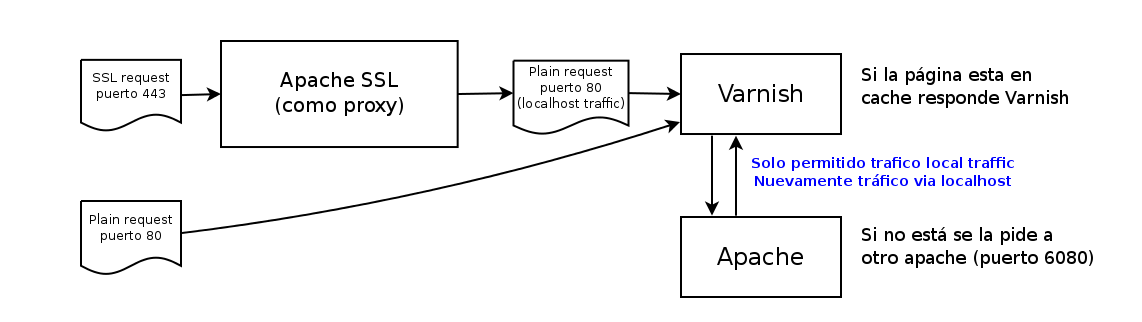 SSL request
puerto 443
Apache SSL
(como proxy)
Plain request
puerto 80
(localhost traffic)
Varnish
Si la página esta en
cache responde Varnish
Solo permitido trafico local traffic
Nuevamente tráfico via localhost
Plain request
puerto 80
Apache
Si no está se la pide a
otro apache (puerto 6080)